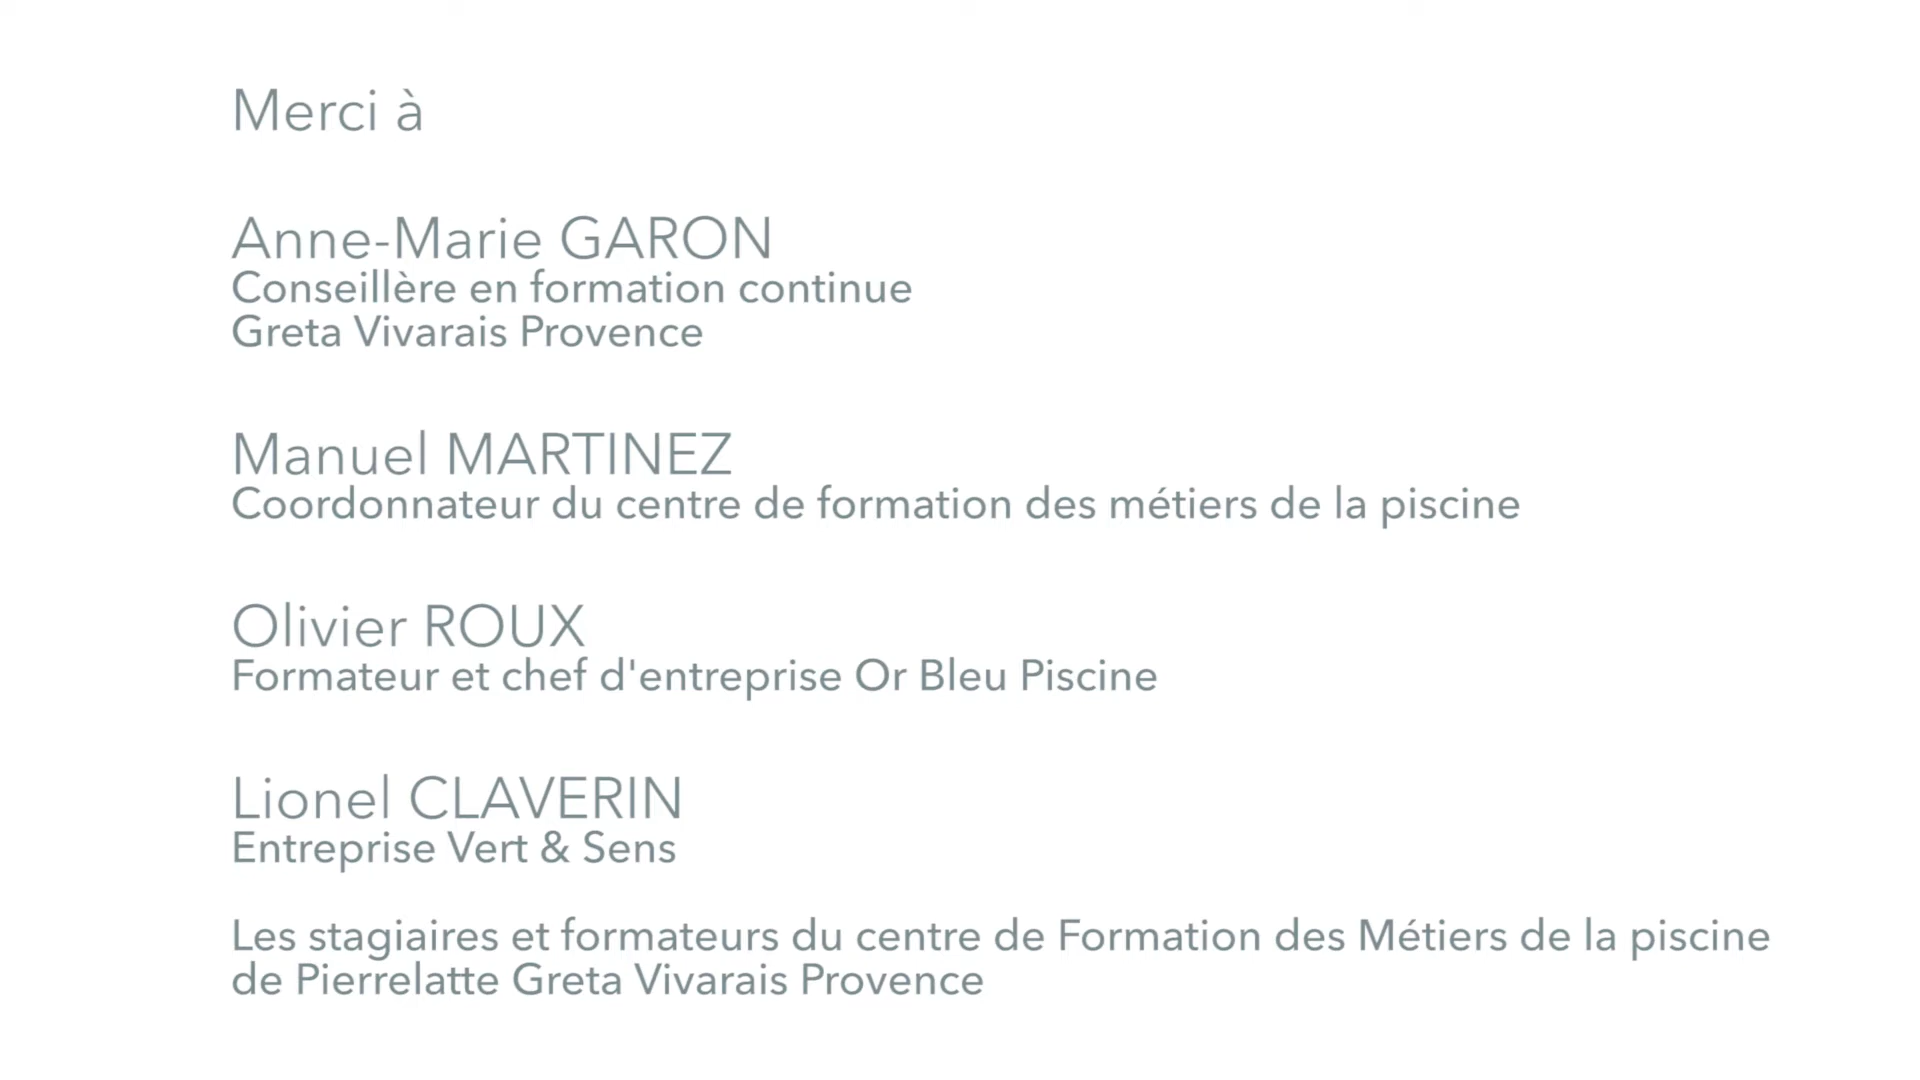 Merci à
Anne-Marie GARON
Conseillère en formation continue
Greta Vivarais Provence
Manuel MARTINEZ
Coordonnateur du centre de formation des métiers de la piscine
Olivier ROUX
Formateur et chef d'entreprise Or Bleu Piscine
Lionel CLAVERIN
Entreprise Vert & Sens
Les stagiaires et formateurs du centre de Formation des Métiers de la piscine
de Pierrelatte Greta Vivarais Provence